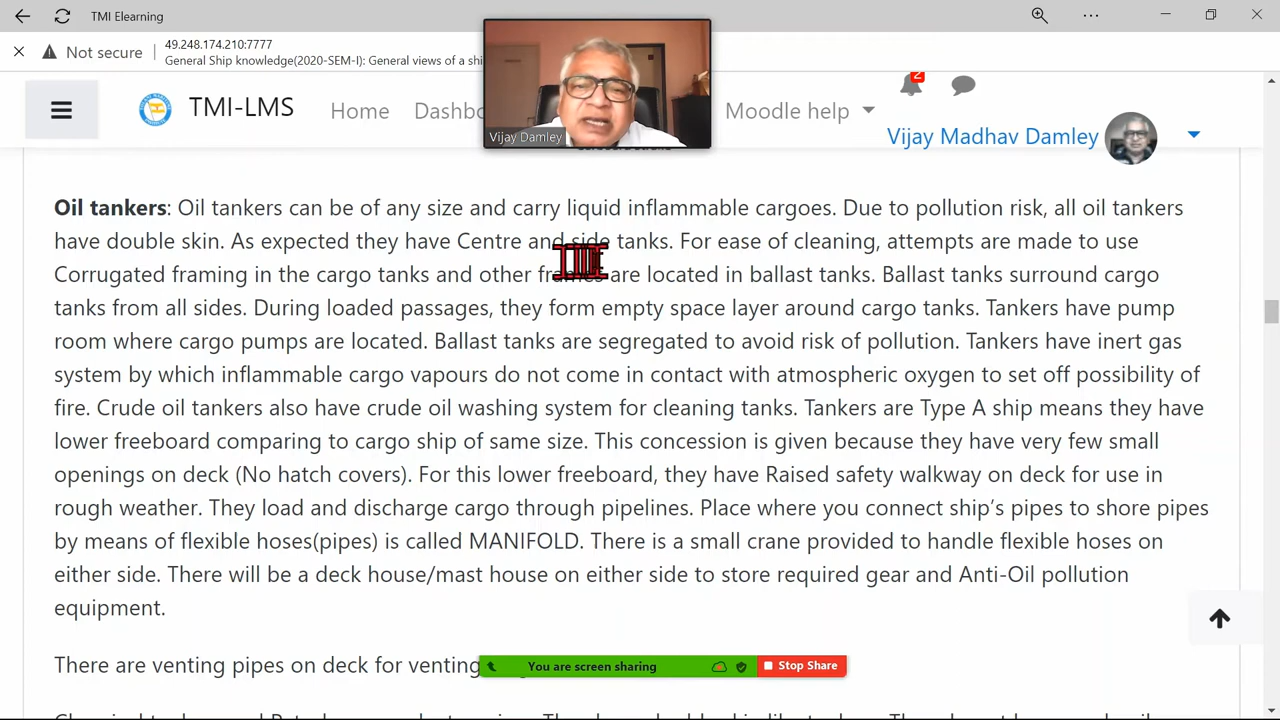 TMI Elearning
Not secure
49.248.174.210:7777
General Ship knowledge(2020-SEM-I): General views of a shi
TMI-LMS
Home
Dashbo
Moodle help
2
Vijay Madhav Damley
Vijay Damley
Oil tankers: Oil tankers can be of any size and carry liquid inflammable cargoes. Due to pollution risk, all oil tankers
have double skin. As expected they have Centre and side tanks. For ease of cleaning, attempts are made to use
Corrugated framing in the cargo tanks and other frames are located in ballast tanks. Ballast tanks surround cargo
tanks from all sides. During loaded passages, they form empty space layer around cargo tanks. Tankers have pump
room where cargo pumps are located. Ballast tanks are segregated to avoid risk of pollution. Tankers have inert gas
system by which inflammable cargo vapours do not come in contact with atmospheric oxygen to set off possibility of
fire. Crude oil tankers also have crude oil washing system for cleaning tanks. Tankers are Type A ship means they have
lower freeboard comparing to cargo ship of same size. This concession is given because they have very few small
openings on deck (No hatch covers). For this lower freeboard, they have Raised safety walkway on deck for use in
rough weather. They load and discharge cargo through pipelines. Place where you connect ship's pipes to shore pipes
by means of flexible hoses(pipes) is called MANIFOLD. There is a small crane provided to handle flexible hoses on
either side. There will be a deck house/mast house on either side to store required gear and Anti-Oil pollution
equipment.
There are venting pipes on deck for venting
You are screen sharing
Stop Share